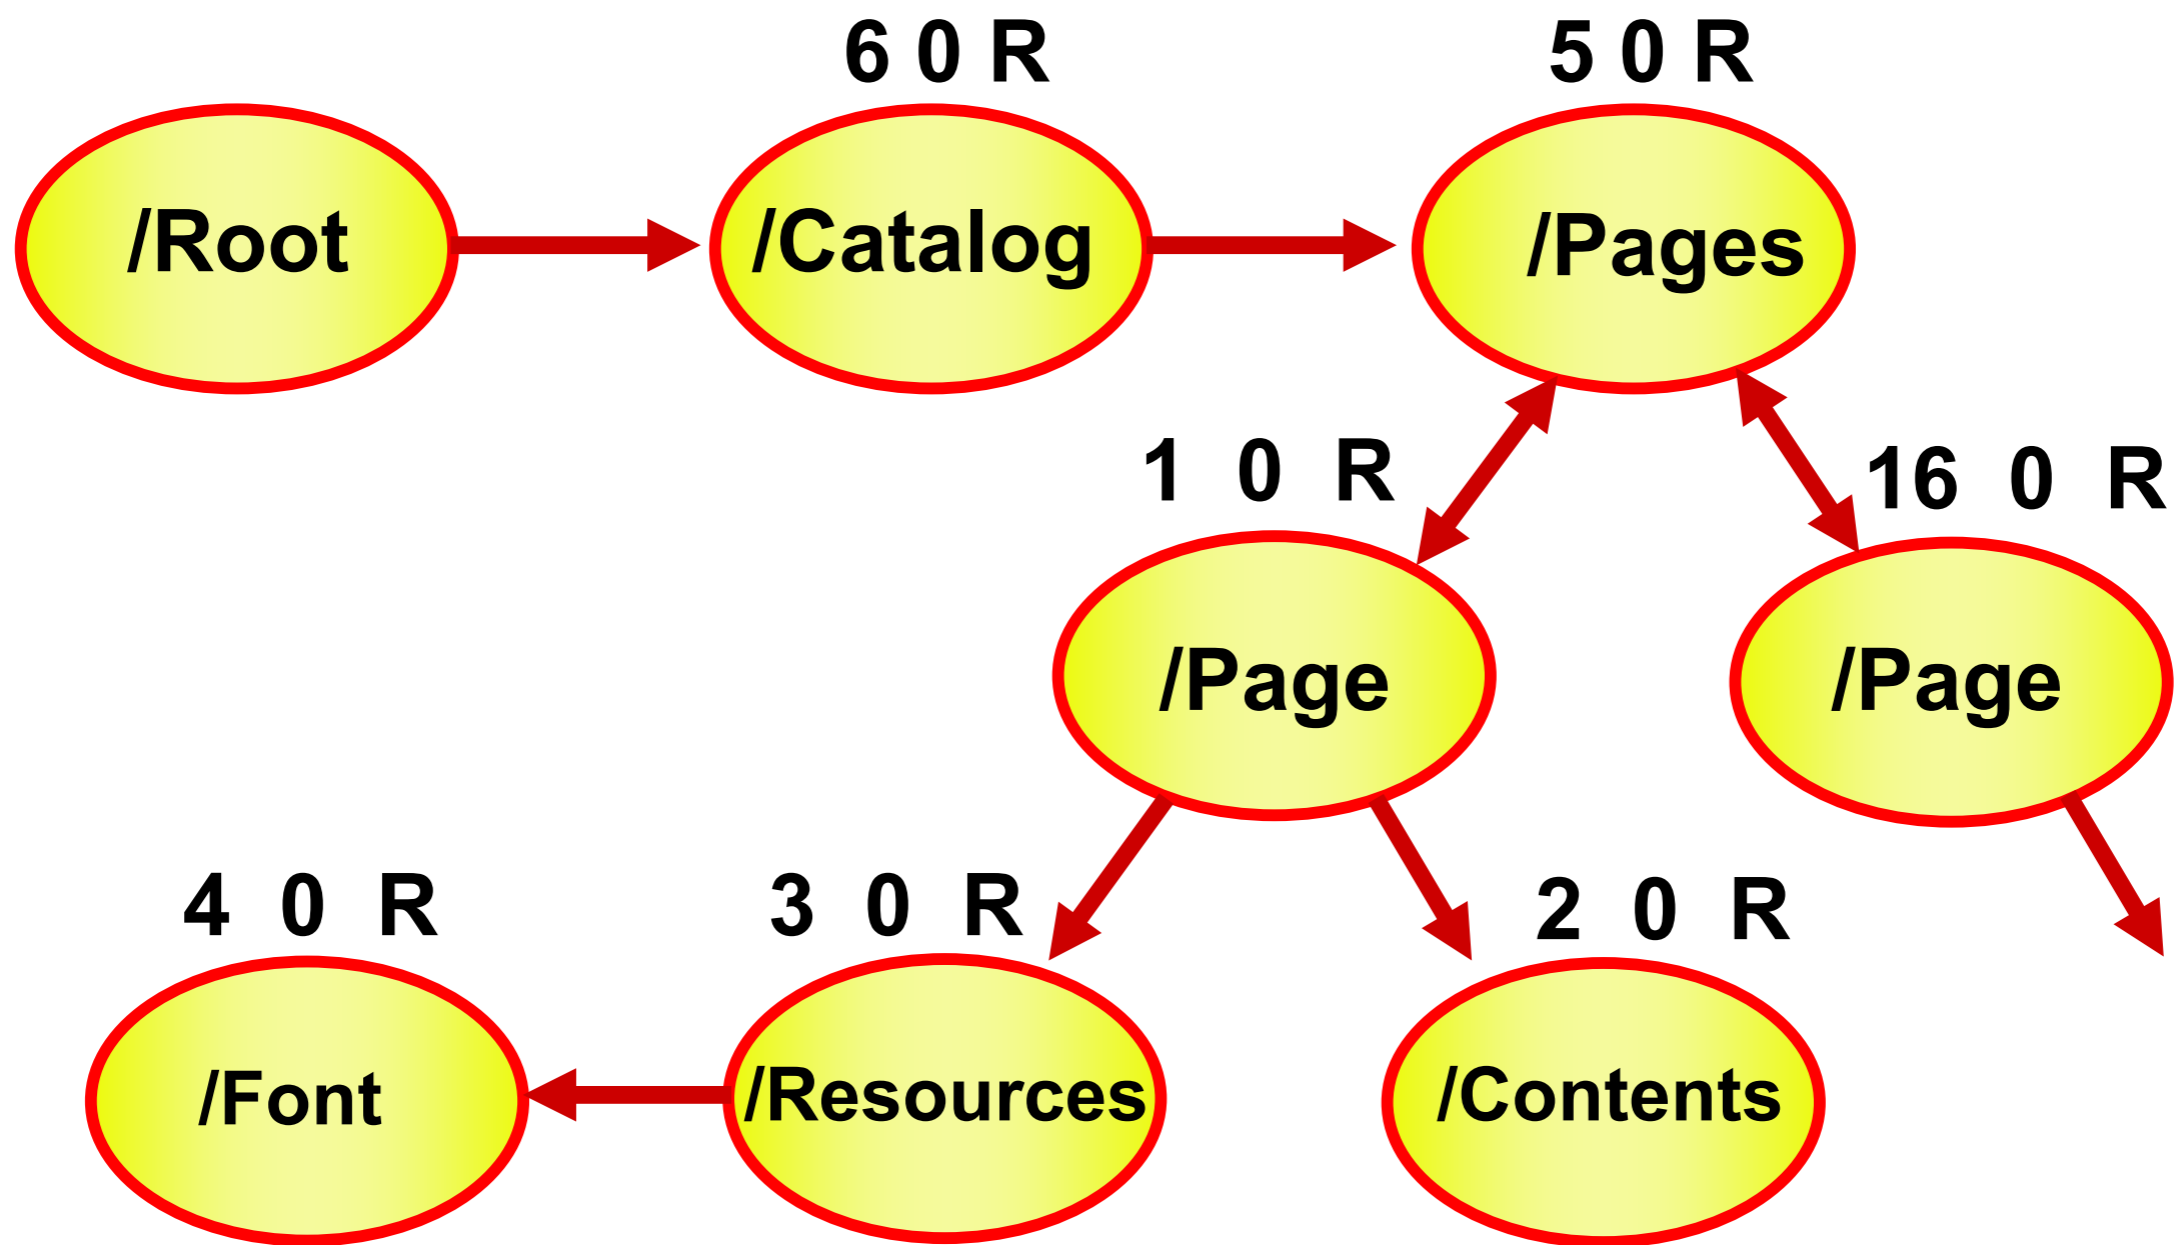 6 0 R 5 0 R
/Root /Catalog /Pages
1 0 R 16 0 R
/Page /Page
4 0 R 3 0 R 2 0 R
/Font /Resources /Contents